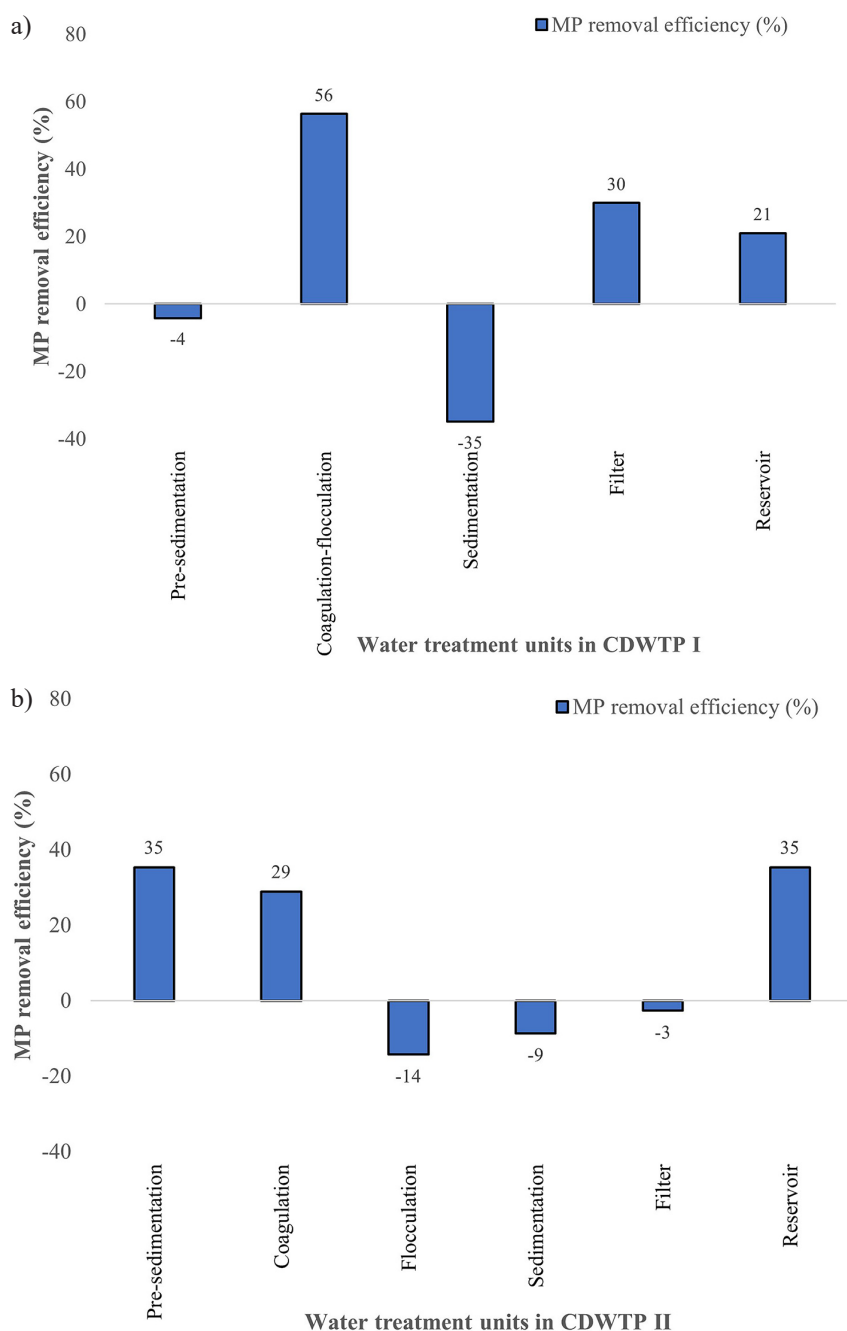 a)
MP removal efficiency (%)
MP removal efficiency (%)
80
60
40
20
0
-20
-40
-4
56
-35
30
21
Pre-sedimentation
Coagulation-flocculation
Sedimentation
Filter
Reservoir
Water treatment units in CDWTP I
b)
MP removal efficiency (%)
MP removal efficiency (%)
80
60
40
20
0
-20
-40
35
29
-14
-9
-3
35
Pre-sedimentation
Coagulation
Flocculation
Sedimentation
Filter
Reservoir
Water treatment units in CDWTP II